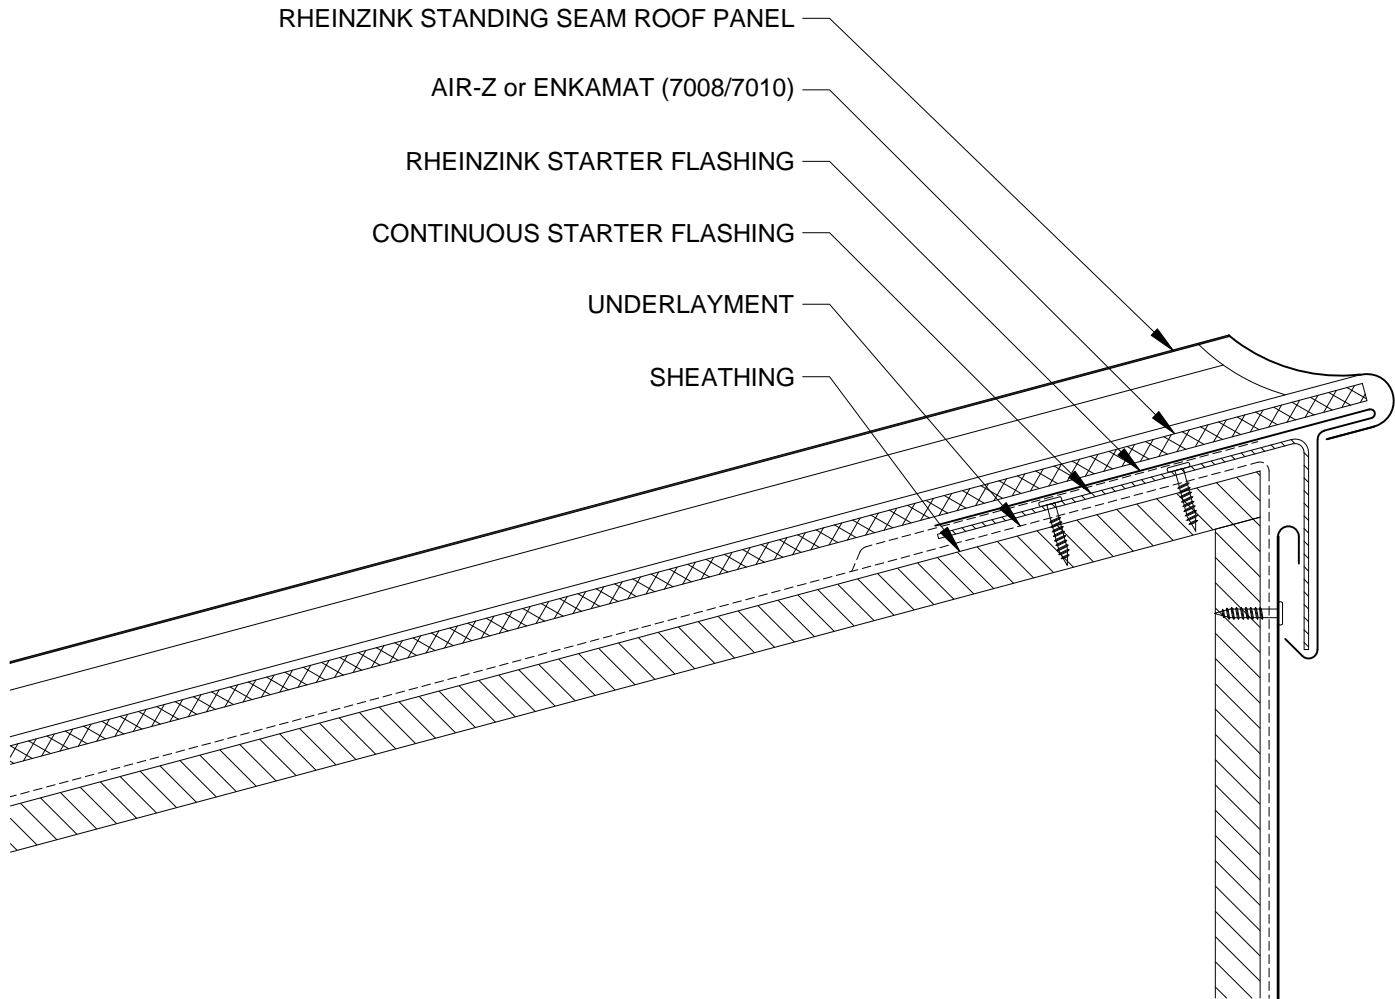 RHEINZINK STANDING SEAM ROOF PANEL
AIR-Z or ENKAMAT (7008/7010)
RHEINZINK STARTER FLASHING
CONTINUOUS STARTER FLASHING
UNDERLAYMENT
SHEATHING